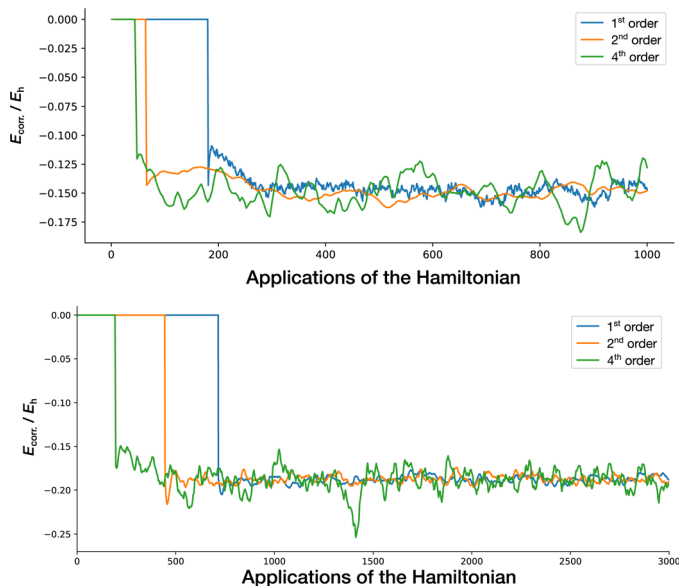 0.000
−0.025
−0.050
−0.075
−0.100
−0.125
−0.150
−0.175
E_corr. / E_h
1st order
2nd order
4th order
0 200 400 600 800 1000
Applications of the Hamiltonian
0.00
−0.05
−0.10
−0.15
−0.20
−0.25
E_corr. / E_h
1st order
2nd order
4th order
0 500 1000 1500 2000 2500 3000
Applications of the Hamiltonian